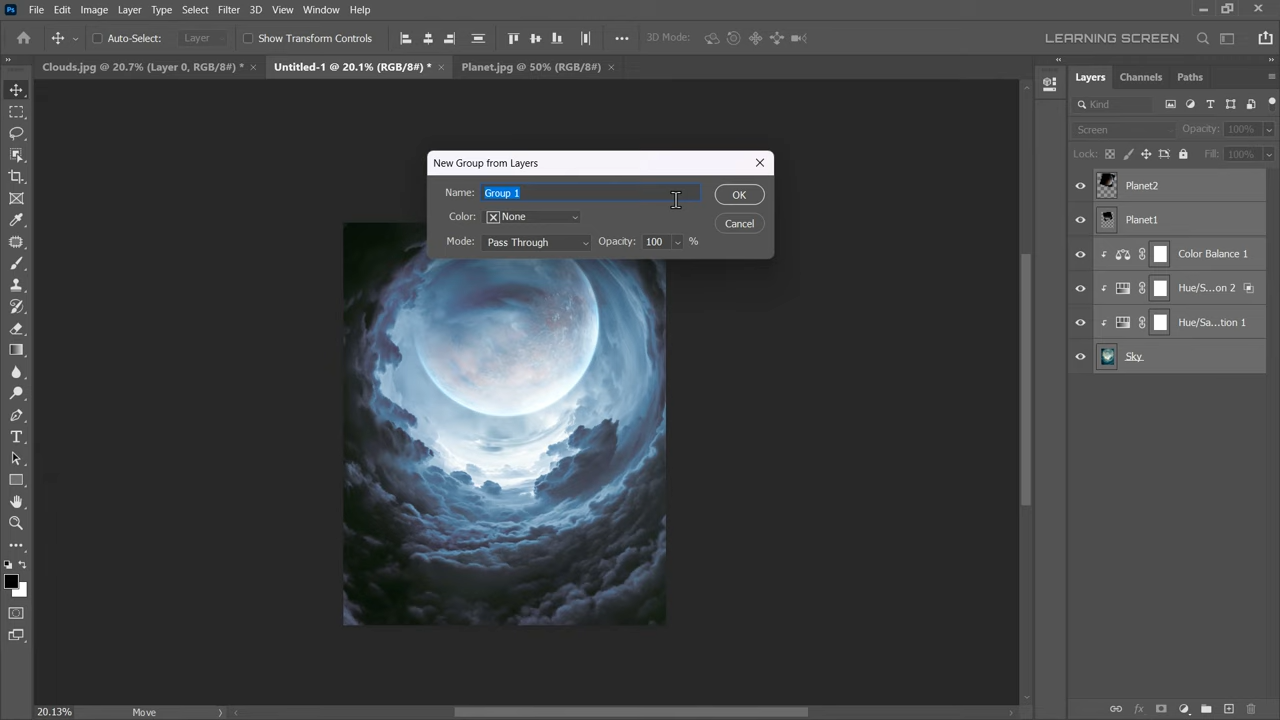 Ps File Edit Image Layer Type Select Filter 3D View Window Help
Auto-Select: Layer Show Transform Controls 3D Mode: LEARNING SCREEN
Clouds.jpg @ 20.7% (Layer 0, RGB/8#) * Untitled-1 @ 20.1% (RGB/8#) * Planet.jpg @ 50% (RGB/8#)
Layers Channels Paths
Kind
Screen Opacity: 100%
Lock: Fill: 100%
Planet2
Planet1
Color Balance 1
Hue/S...on 2
Hue/Sa...tion 1
Sky
New Group from Layers
Name: Group 1 OK
Color: None Cancel
Mode: Pass Through Opacity: 100 %
20.13% Move